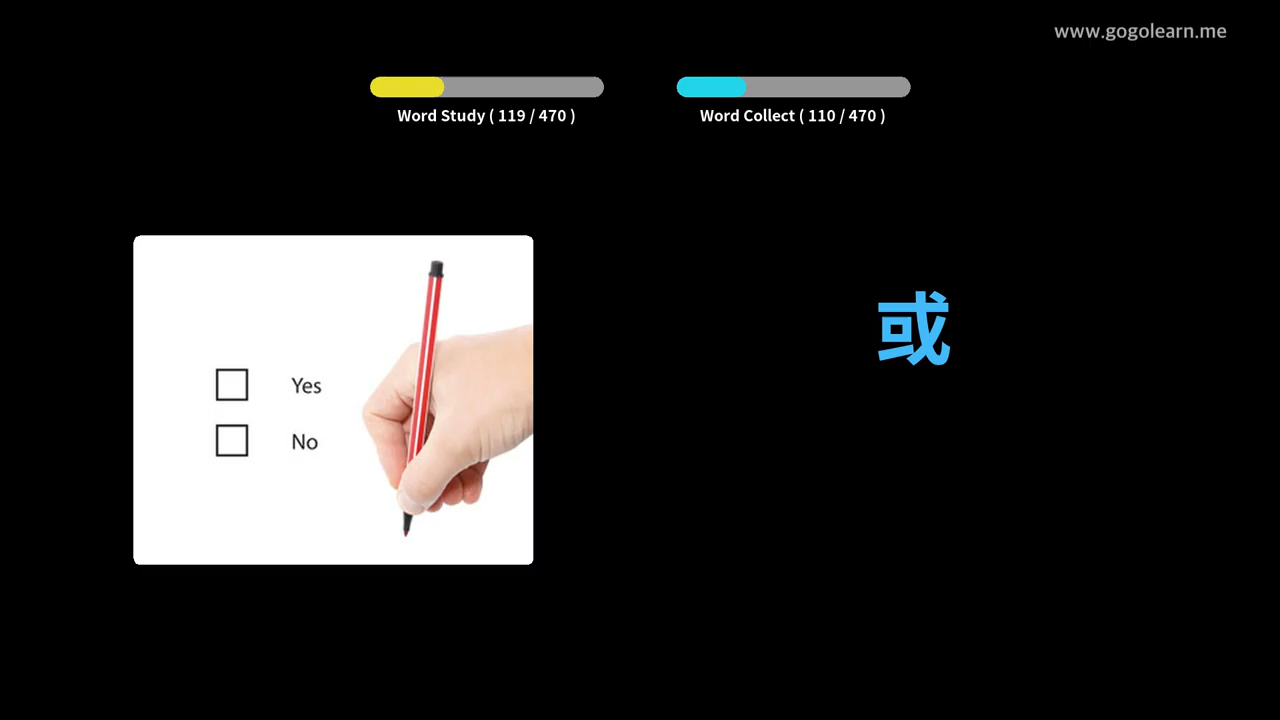 www.gogolearn.me
Word Study ( 119 / 470 )
Word Collect ( 110 / 470 )
或
Yes
No